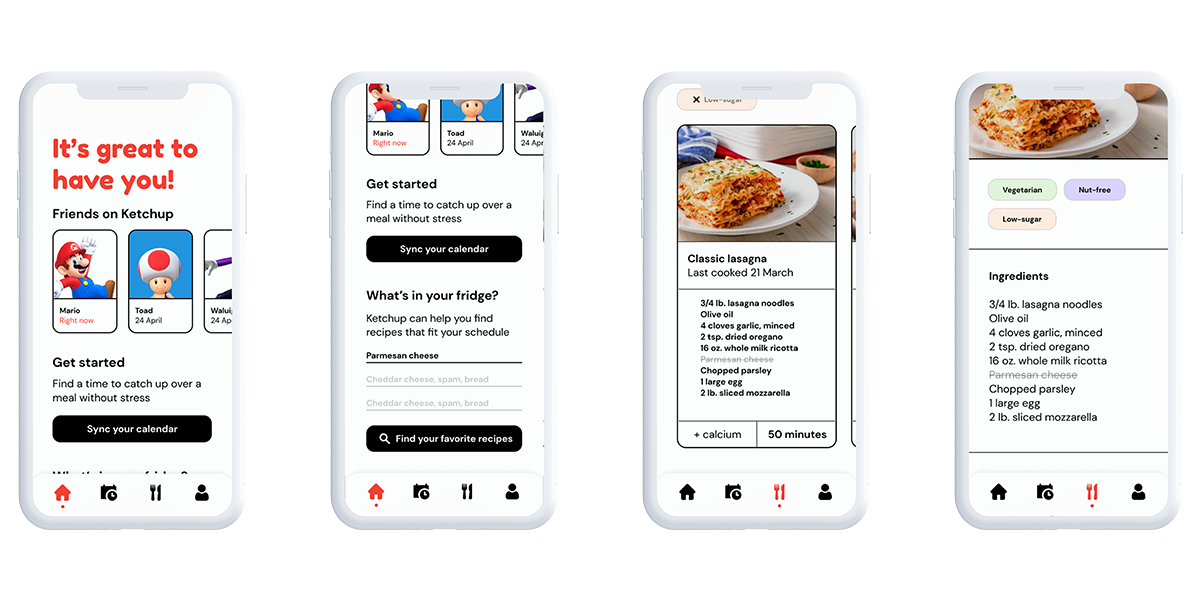 It's great to
have you!
Friends on Ketchup
Mario
Right now
Toad
24 April
24 Ap
Get started
Find a time to catch up over a
meal without stress
Sync your calendar
Mario
Right now
Toad
24 April
Waluig
24 Apr
Get started
Find a time to catch up over a
meal without stress
Sync your calendar
What's in your fridge?
Ketchup can help you find
recipes that fit your schedule
Parmesan cheese
Cheddar cheese, spam, bread
Cheddar cheese, spam, bread
Find your favorite recipes
Low-sugar
Classic lasagna
Last cooked 21 March
3/4 lb. lasagna noodles
Olive oil
4 cloves garlic, minced
2 tsp. dried oregano
16 oz. whole milk ricotta
Parmesan cheese
Chopped parsley
1 large egg
2 lb. sliced mozzarella
+ calcium
50 minutes
Vegetarian
Nut-free
Low-sugar
Ingredients
3/4 lb. lasagna noodles
Olive oil
4 cloves garlic, minced
2 tsp. dried oregano
16 oz. whole milk ricotta
Parmesan cheese
Chopped parsley
1 large egg
2 lb. sliced mozzarella